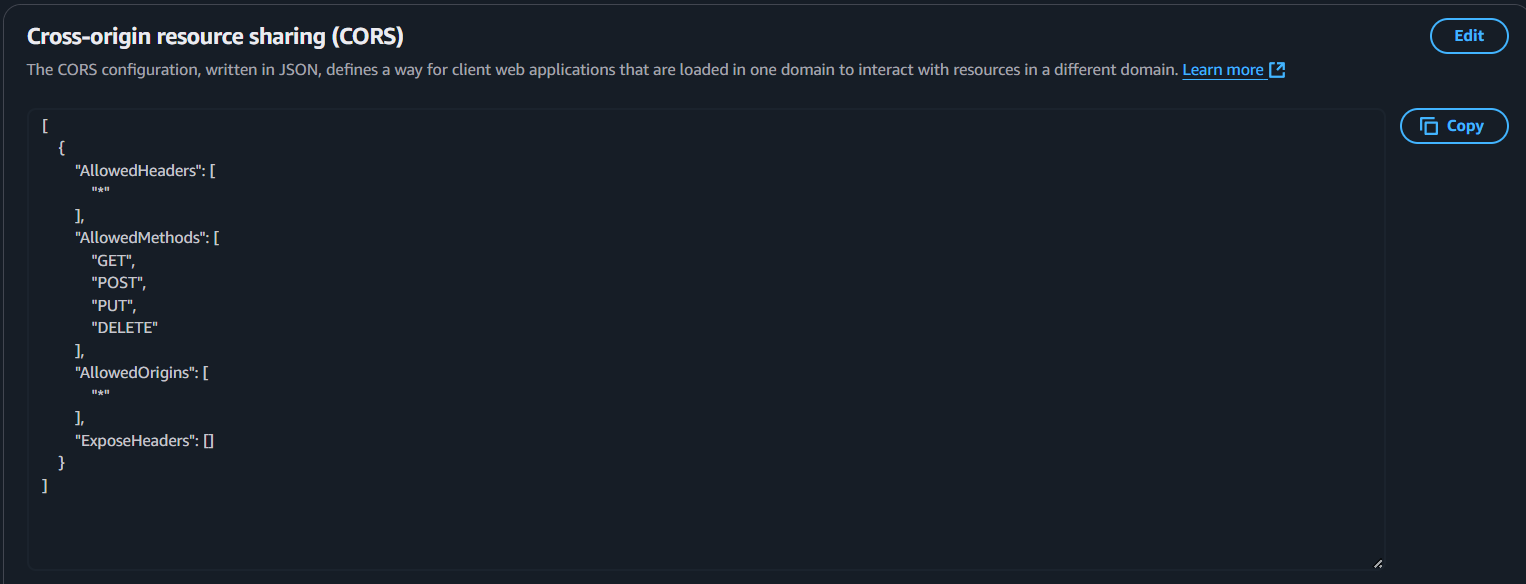 Cross-origin resource sharing (CORS)
Edit
The CORS configuration, written in JSON, defines a way for client web applications that are loaded in one domain to interact with resources in a different domain. Learn more
Copy
[
  {
    "AllowedHeaders": [
      "*"
    ],
    "AllowedMethods": [
      "GET",
      "POST",
      "PUT",
      "DELETE"
    ],
    "AllowedOrigins": [
      "*"
    ],
    "ExposeHeaders": []
  }
]